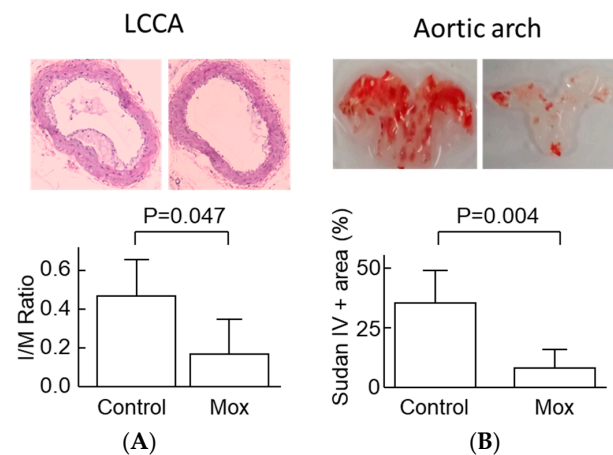 LCCA
Aortic arch
P=0.047
I/M Ratio
0.6
0.4
0.2
0.0
Control
Mox
(A)
P=0.004
Sudan IV + area (%)
50
25
0
Control
Mox
(B)